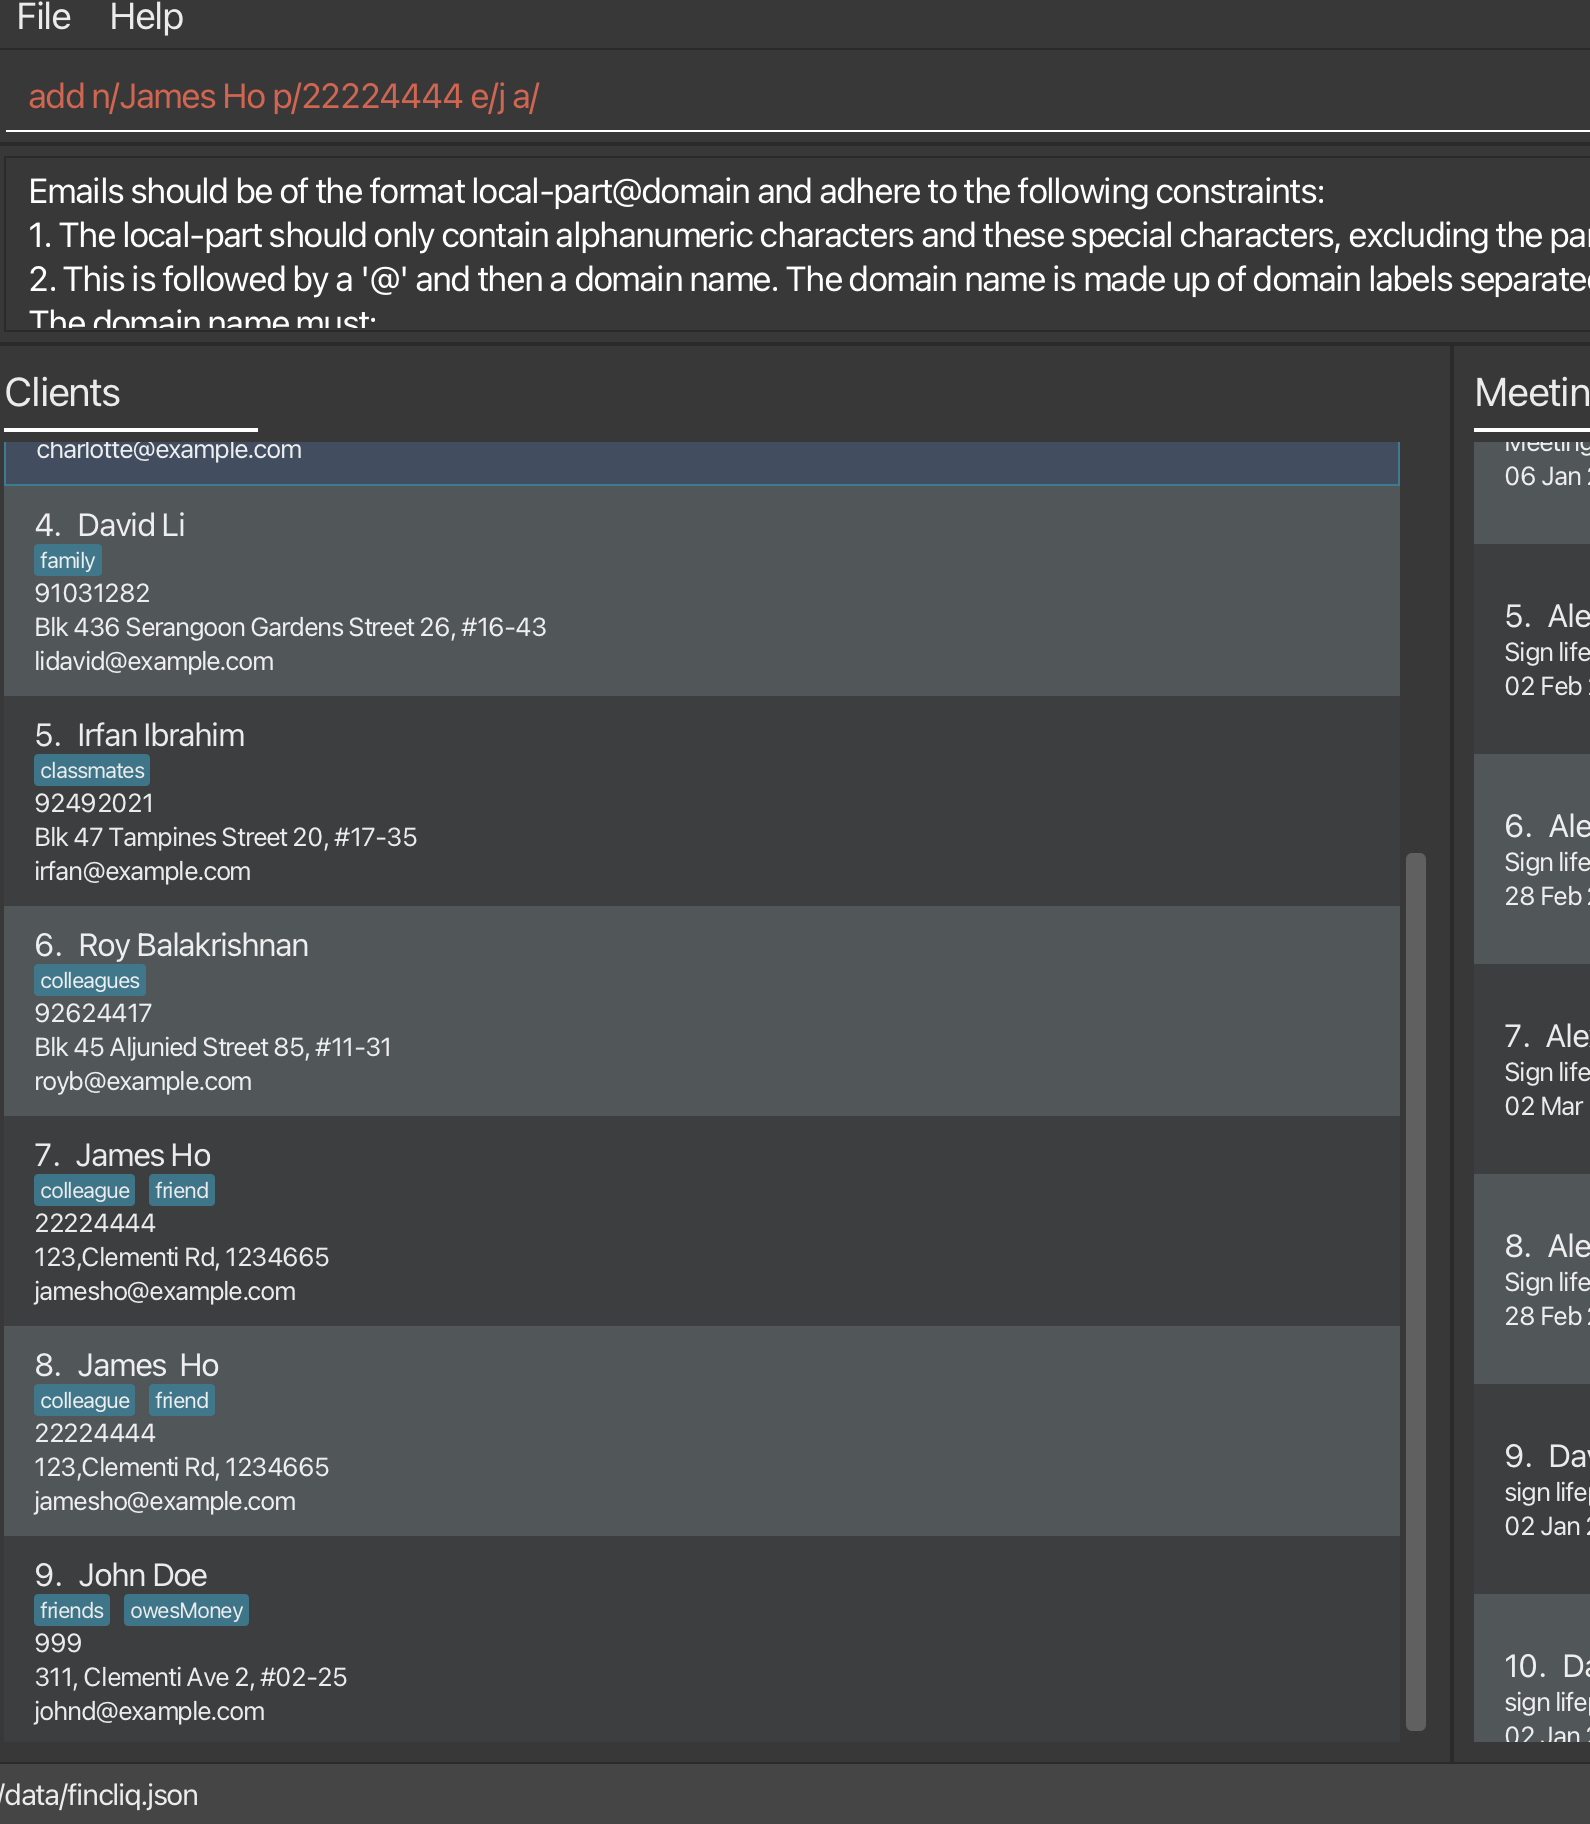 File Help
add n/James Ho p/22224444 e/j a/
Emails should be of the format local-part@domain and adhere to the following constraints:
1. The local-part should only contain alphanumeric characters and these special characters, excluding the
2. This is followed by a '@' and then a domain name. The domain name is made up of domain labels
The domain name must:
Clients
charlotte@example.com
4. David Li
family
91031282
Blk 436 Serangoon Gardens Street 26, #16-43
lidavid@example.com
5. Irfan Ibrahim
classmates
92492021
Blk 47 Tampines Street 20, #17-35
irfan@example.com
6. Roy Balakrishnan
colleagues
92624417
Blk 45 Aljunied Street 85, #11-31
royb@example.com
7. James Ho
colleague friend
22224444
123,Clementi Rd, 1234665
jamesho@example.com
8. James  Ho
colleague friend
22224444
123,Clementi Rd, 1234665
jamesho@example.com
9. John Doe
friends owesMoney
999
311, Clementi Ave 2, #02-25
johnd@example.com
Meetin
06 Jan
5. Ale
Sign life
02 Feb
6. Ale
Sign life
28 Feb
7. Ale
Sign life
02 Mar
8. Ale
Sign life
28 Feb
9. Dav
sign life
02 Jan
10. Da
sign life
02 Jan
/data/fincliq.json